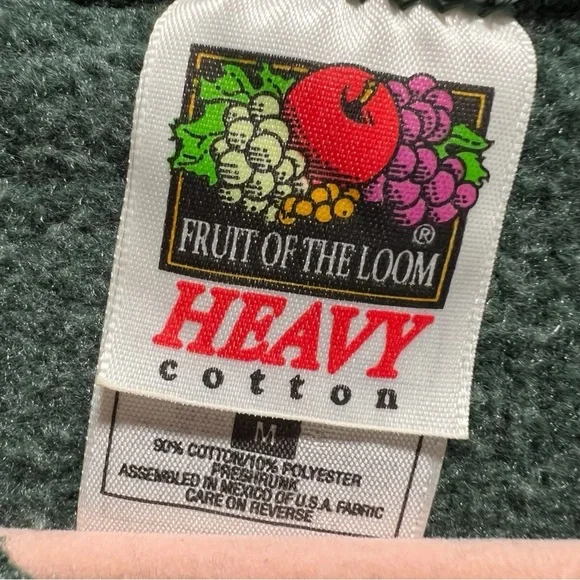 FRUIT OF THE LOOM ®
HEAVY
cotton
M
90% COTTON/10% POLYESTER
PRESHRUNK
ASSEMBLED IN MEXICO OF U.S.A. FABRIC
CARE ON REVERSE